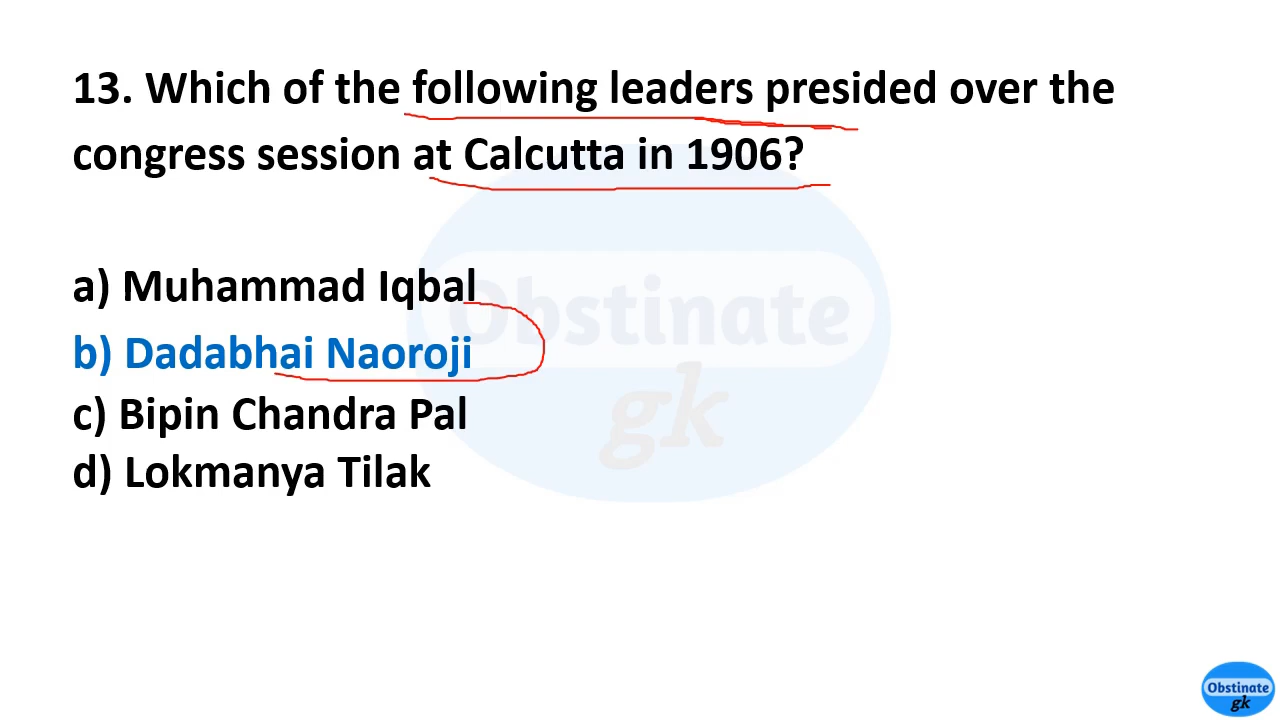 13. Which of the following leaders presided over the
congress session at Calcutta in 1906?
a) Muhammad Iqbal
b) Dadabhai Naoroji
c) Bipin Chandra Pal
d) Lokmanya Tilak
Obstinate
gk
Obstinate
gk